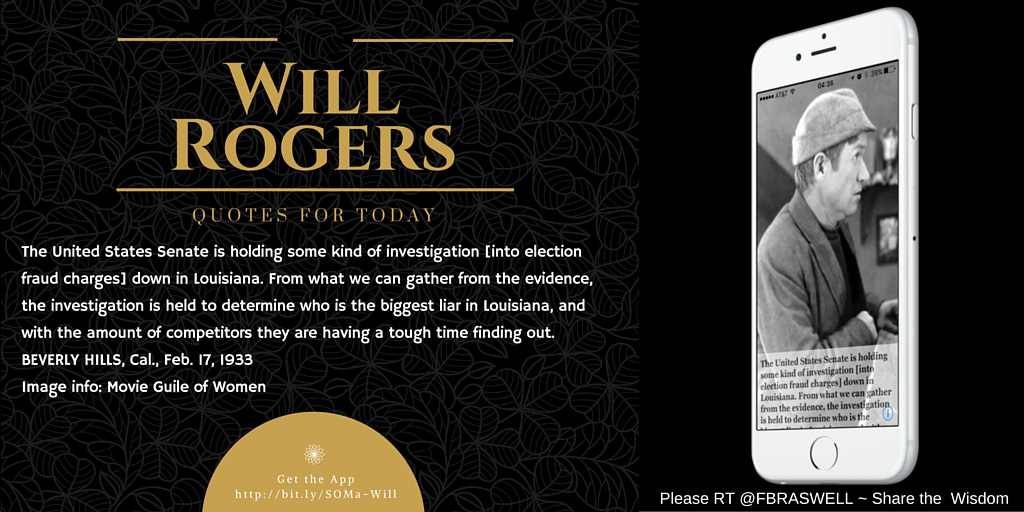 WILL
ROGERS
QUOTES FOR TODAY
The United States Senate is holding some kind of investigation [into election
fraud charges] down in Louisiana. From what we can gather from the evidence,
the investigation is held to determine who is the biggest liar in Louisiana, and
with the amount of competitors they are having a tough time finding out.
BEVERLY HILLS, Cal., Feb. 17, 1933
Image info: Movie Guile of Women
Get the App
http://bit.ly/SOMa-Will
AT&T 04:36 39%
The United States Senate is holding
some kind of investigation [into
election fraud charges] down in
Louisiana. From what we can gather
from the evidence, the investigation
is held to determine who is the
Please RT @FBRASWELL ~ Share the Wisdom